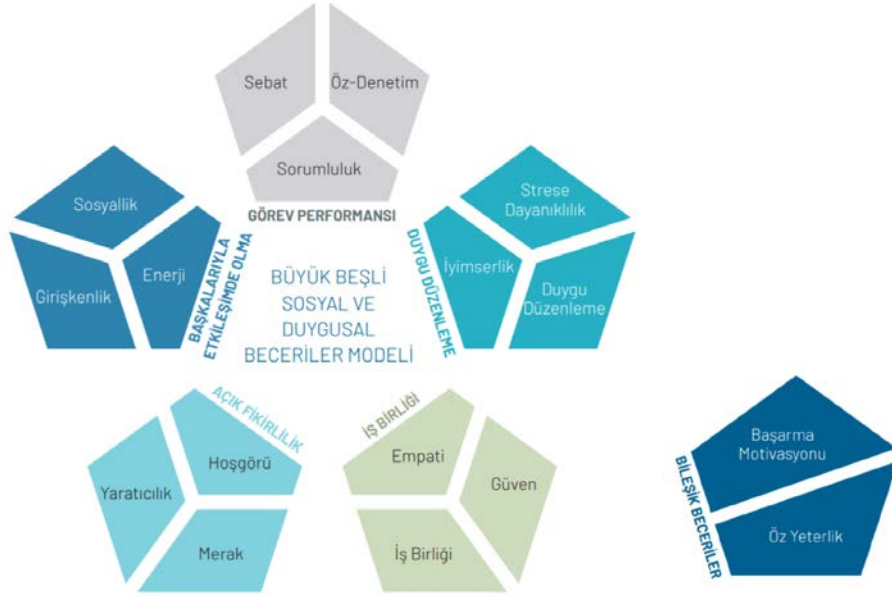 Sebat
Öz-Denetim
Sorumluluk
GÖREV PERFORMANSI
Sosyallik
Girişkenlik
Enerji
BAŞKALARIYLA
ETKİLEŞİMDE OLMA
BÜYÜK BEŞLİ
SOSYAL VE
DUYGUSAL
BECERİLER MODELİ
Strese
Dayanıklılık
İyimserlik
Duygu
Düzenleme
DUYGU DÜZENLEME
AÇIK FİKİRLİLİK
Hoşgörü
Yaratıcılık
Merak
İŞ BİRLİĞİ
Empati
Güven
İş Birliği
Başarma
Motivasyonu
Öz Yeterlik
BİLEŞİK BECERİLER